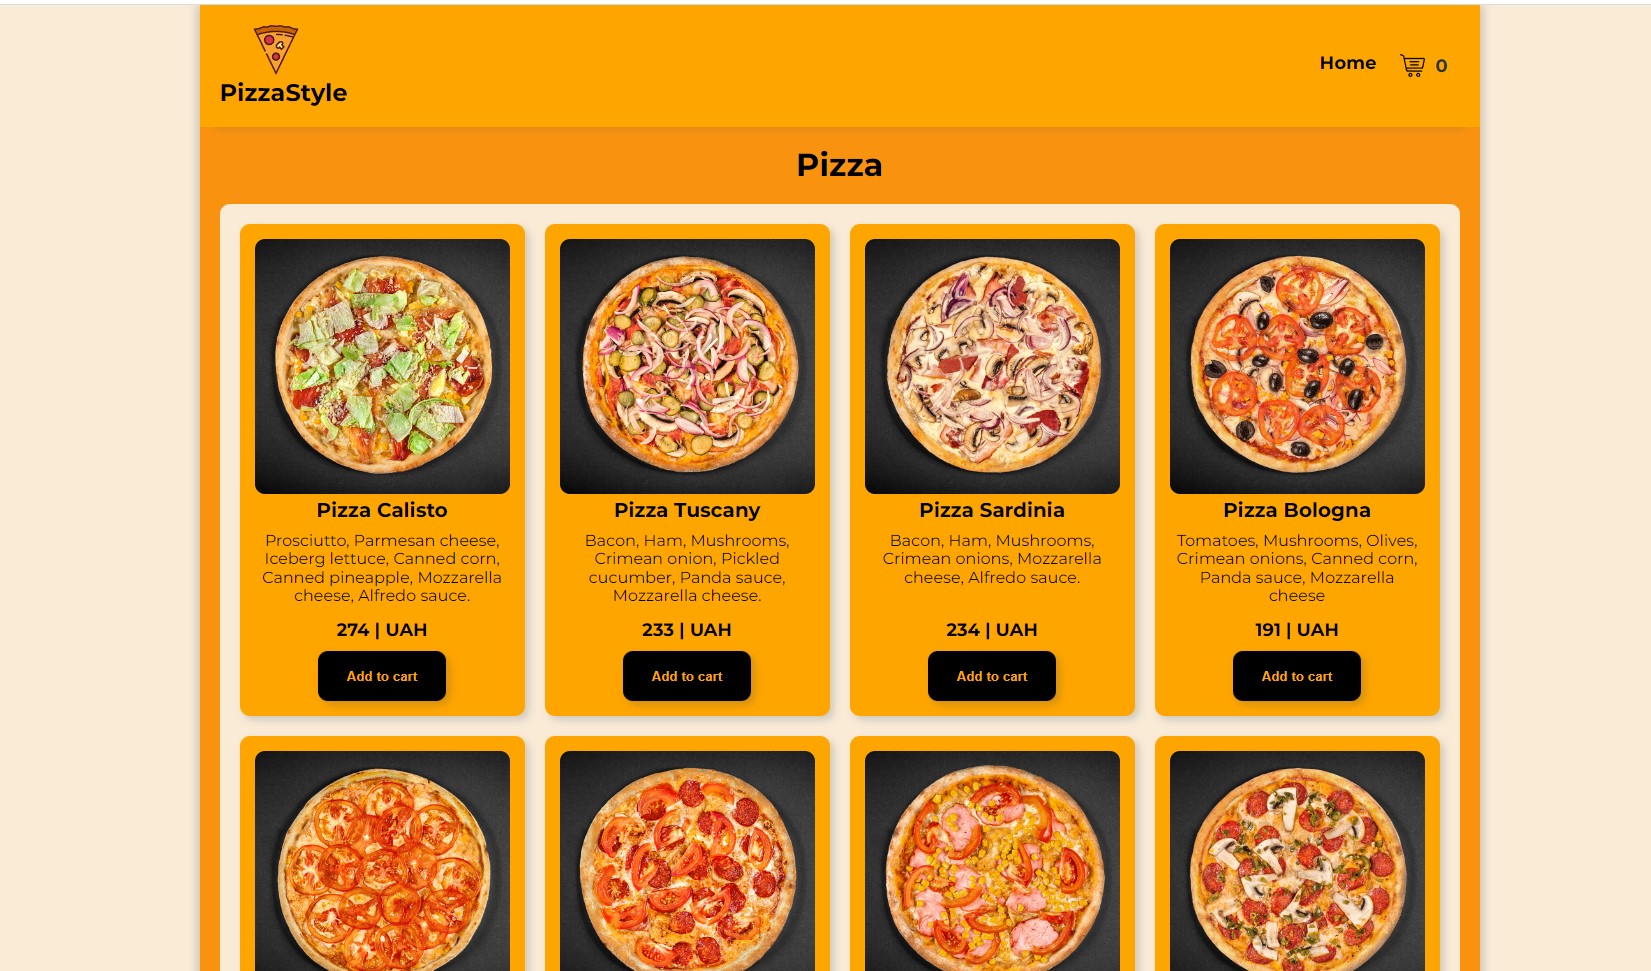 PizzaStyle
Home
0
Pizza
Pizza Calisto
Prosciutto, Parmesan cheese,
Iceberg lettuce, Canned corn,
Canned pineapple, Mozzarella
cheese, Alfredo sauce.
274 | UAH
Add to cart
Pizza Tuscany
Bacon, Ham, Mushrooms,
Crimean onion, Pickled
cucumber, Panda sauce,
Mozzarella cheese.
233 | UAH
Add to cart
Pizza Sardinia
Bacon, Ham, Mushrooms,
Crimean onions, Mozzarella
cheese, Alfredo sauce.
234 | UAH
Add to cart
Pizza Bologna
Tomatoes, Mushrooms, Olives,
Crimean onions, Canned corn,
Panda sauce, Mozzarella
cheese
191 | UAH
Add to cart